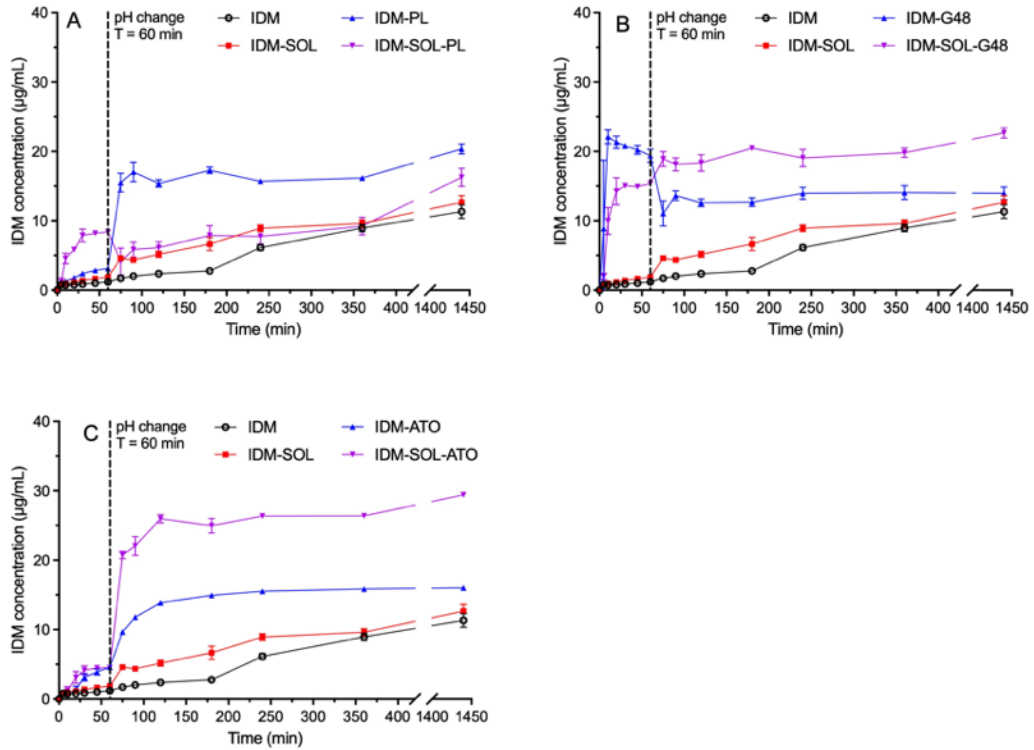 A
pH change
T = 60 min
IDM
IDM-PL
IDM-SOL
IDM-SOL-PL
IDM concentration (µg/mL)
40
30
20
10
0
0 50 100 150 200 250 300 350 400 1400 1450
Time (min)
B
pH change
T = 60 min
IDM
IDM-G48
IDM-SOL
IDM-SOL-G48
IDM concentration (µg/mL)
40
30
20
10
0
0 50 100 150 200 250 300 350 400 1400 1450
Time (min)
C
pH change
T = 60 min
IDM
IDM-ATO
IDM-SOL
IDM-SOL-ATO
IDM concentration (µg/mL)
40
30
20
10
0
0 50 100 150 200 250 300 350 400 1400 1450
Time (min)